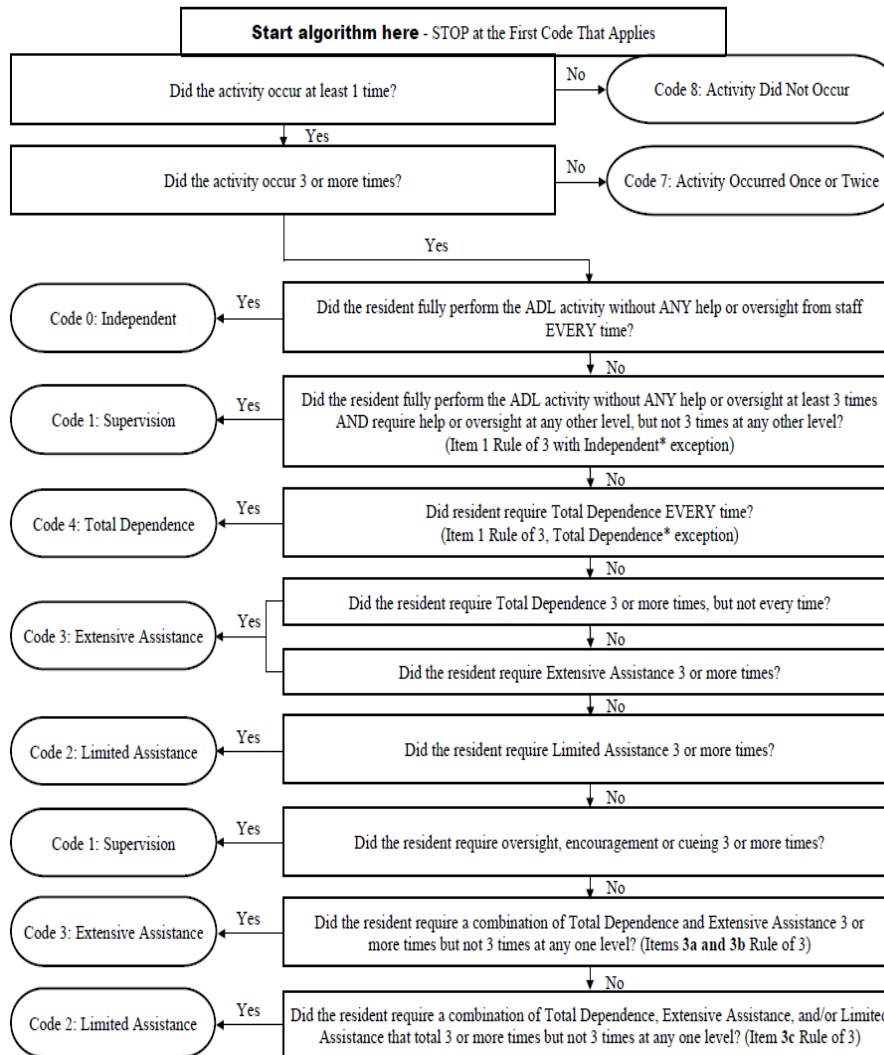 Start algorithm here - STOP at the First Code That Applies
Did the activity occur at least 1 time?
No
Code 8: Activity Did Not Occur
Yes
Did the activity occur 3 or more times?
No
Code 7: Activity Occurred Once or Twice
Yes
Code 0: Independent
Yes
Did the resident fully perform the ADL activity without ANY help or oversight from staff
EVERY time?
No
Code 1: Supervision
Yes
Did the resident fully perform the ADL activity without ANY help or oversight at least 3 times
AND require help or oversight at any other level, but not 3 times at any other level?
(Item 1 Rule of 3 with Independent* exception)
No
Code 4: Total Dependence
Yes
Did resident require Total Dependence EVERY time?
(Item 1 Rule of 3, Total Dependence* exception)
No
Code 3: Extensive Assistance
Yes
Did the resident require Total Dependence 3 or more times, but not every time?
No
Did the resident require Extensive Assistance 3 or more times?
No
Code 2: Limited Assistance
Yes
Did the resident require Limited Assistance 3 or more times?
No
Code 1: Supervision
Yes
Did the resident require oversight, encouragement or cueing 3 or more times?
No
Code 3: Extensive Assistance
Yes
Did the resident require a combination of Total Dependence and Extensive Assistance 3 or
more times but not 3 times at any one level? (Items 3a and 3b Rule of 3)
No
Code 2: Limited Assistance
Yes
Did the resident require a combination of Total Dependence, Extensive Assistance, and/or Limited
Assistance that total 3 or more times but not 3 times at any one level? (Item 3c Rule of 3)